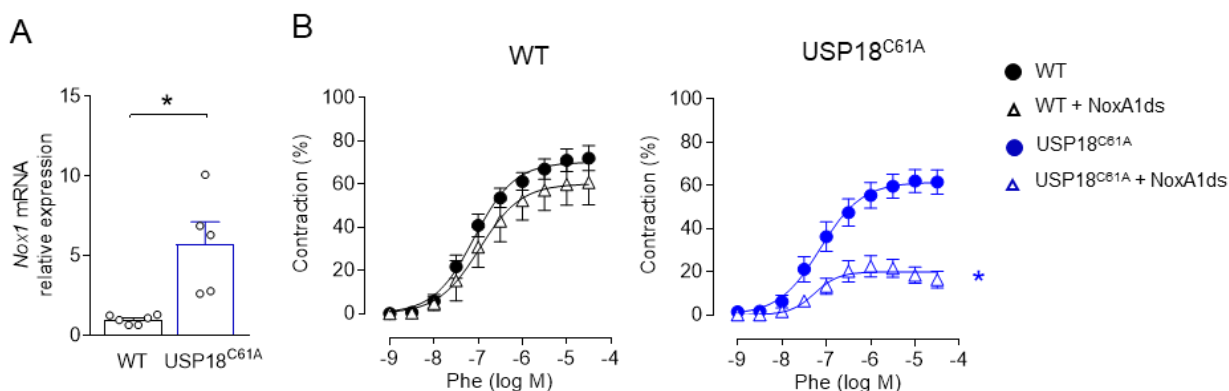 A
B
*
15
10
5
0
Nox1 mRNA
relative expression
WT
USP18C61A
WT
100
80
60
40
20
0
Contraction (%)
-9
-8
-7
-6
-5
-4
Phe (log M)
USP18C61A
100
80
60
40
20
0
Contraction (%)
*
-9
-8
-7
-6
-5
-4
Phe (log M)
WT
WT + NoxA1ds
USP18C61A
USP18C61A + NoxA1ds